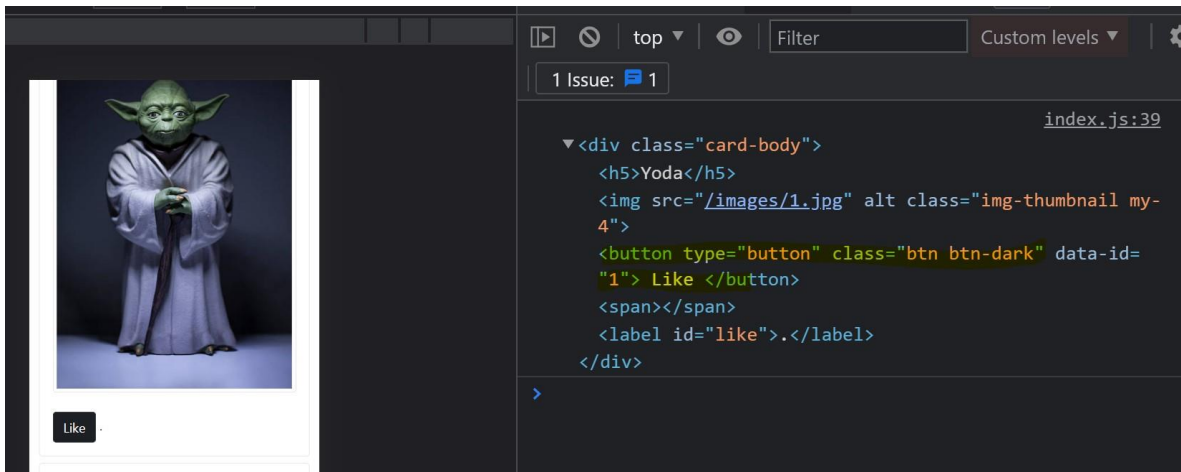 top ▼
Filter
Custom levels ▼
1 Issue: 1
index.js:39
▼<div class="card-body">
<h5>Yoda</h5>
<img src="/images/1.jpg" alt class="img-thumbnail my-
4">
<button type="button" class="btn btn-dark" data-id=
"1"> Like </button>
<span></span>
<label id="like">.</label>
</div>
>
Like .